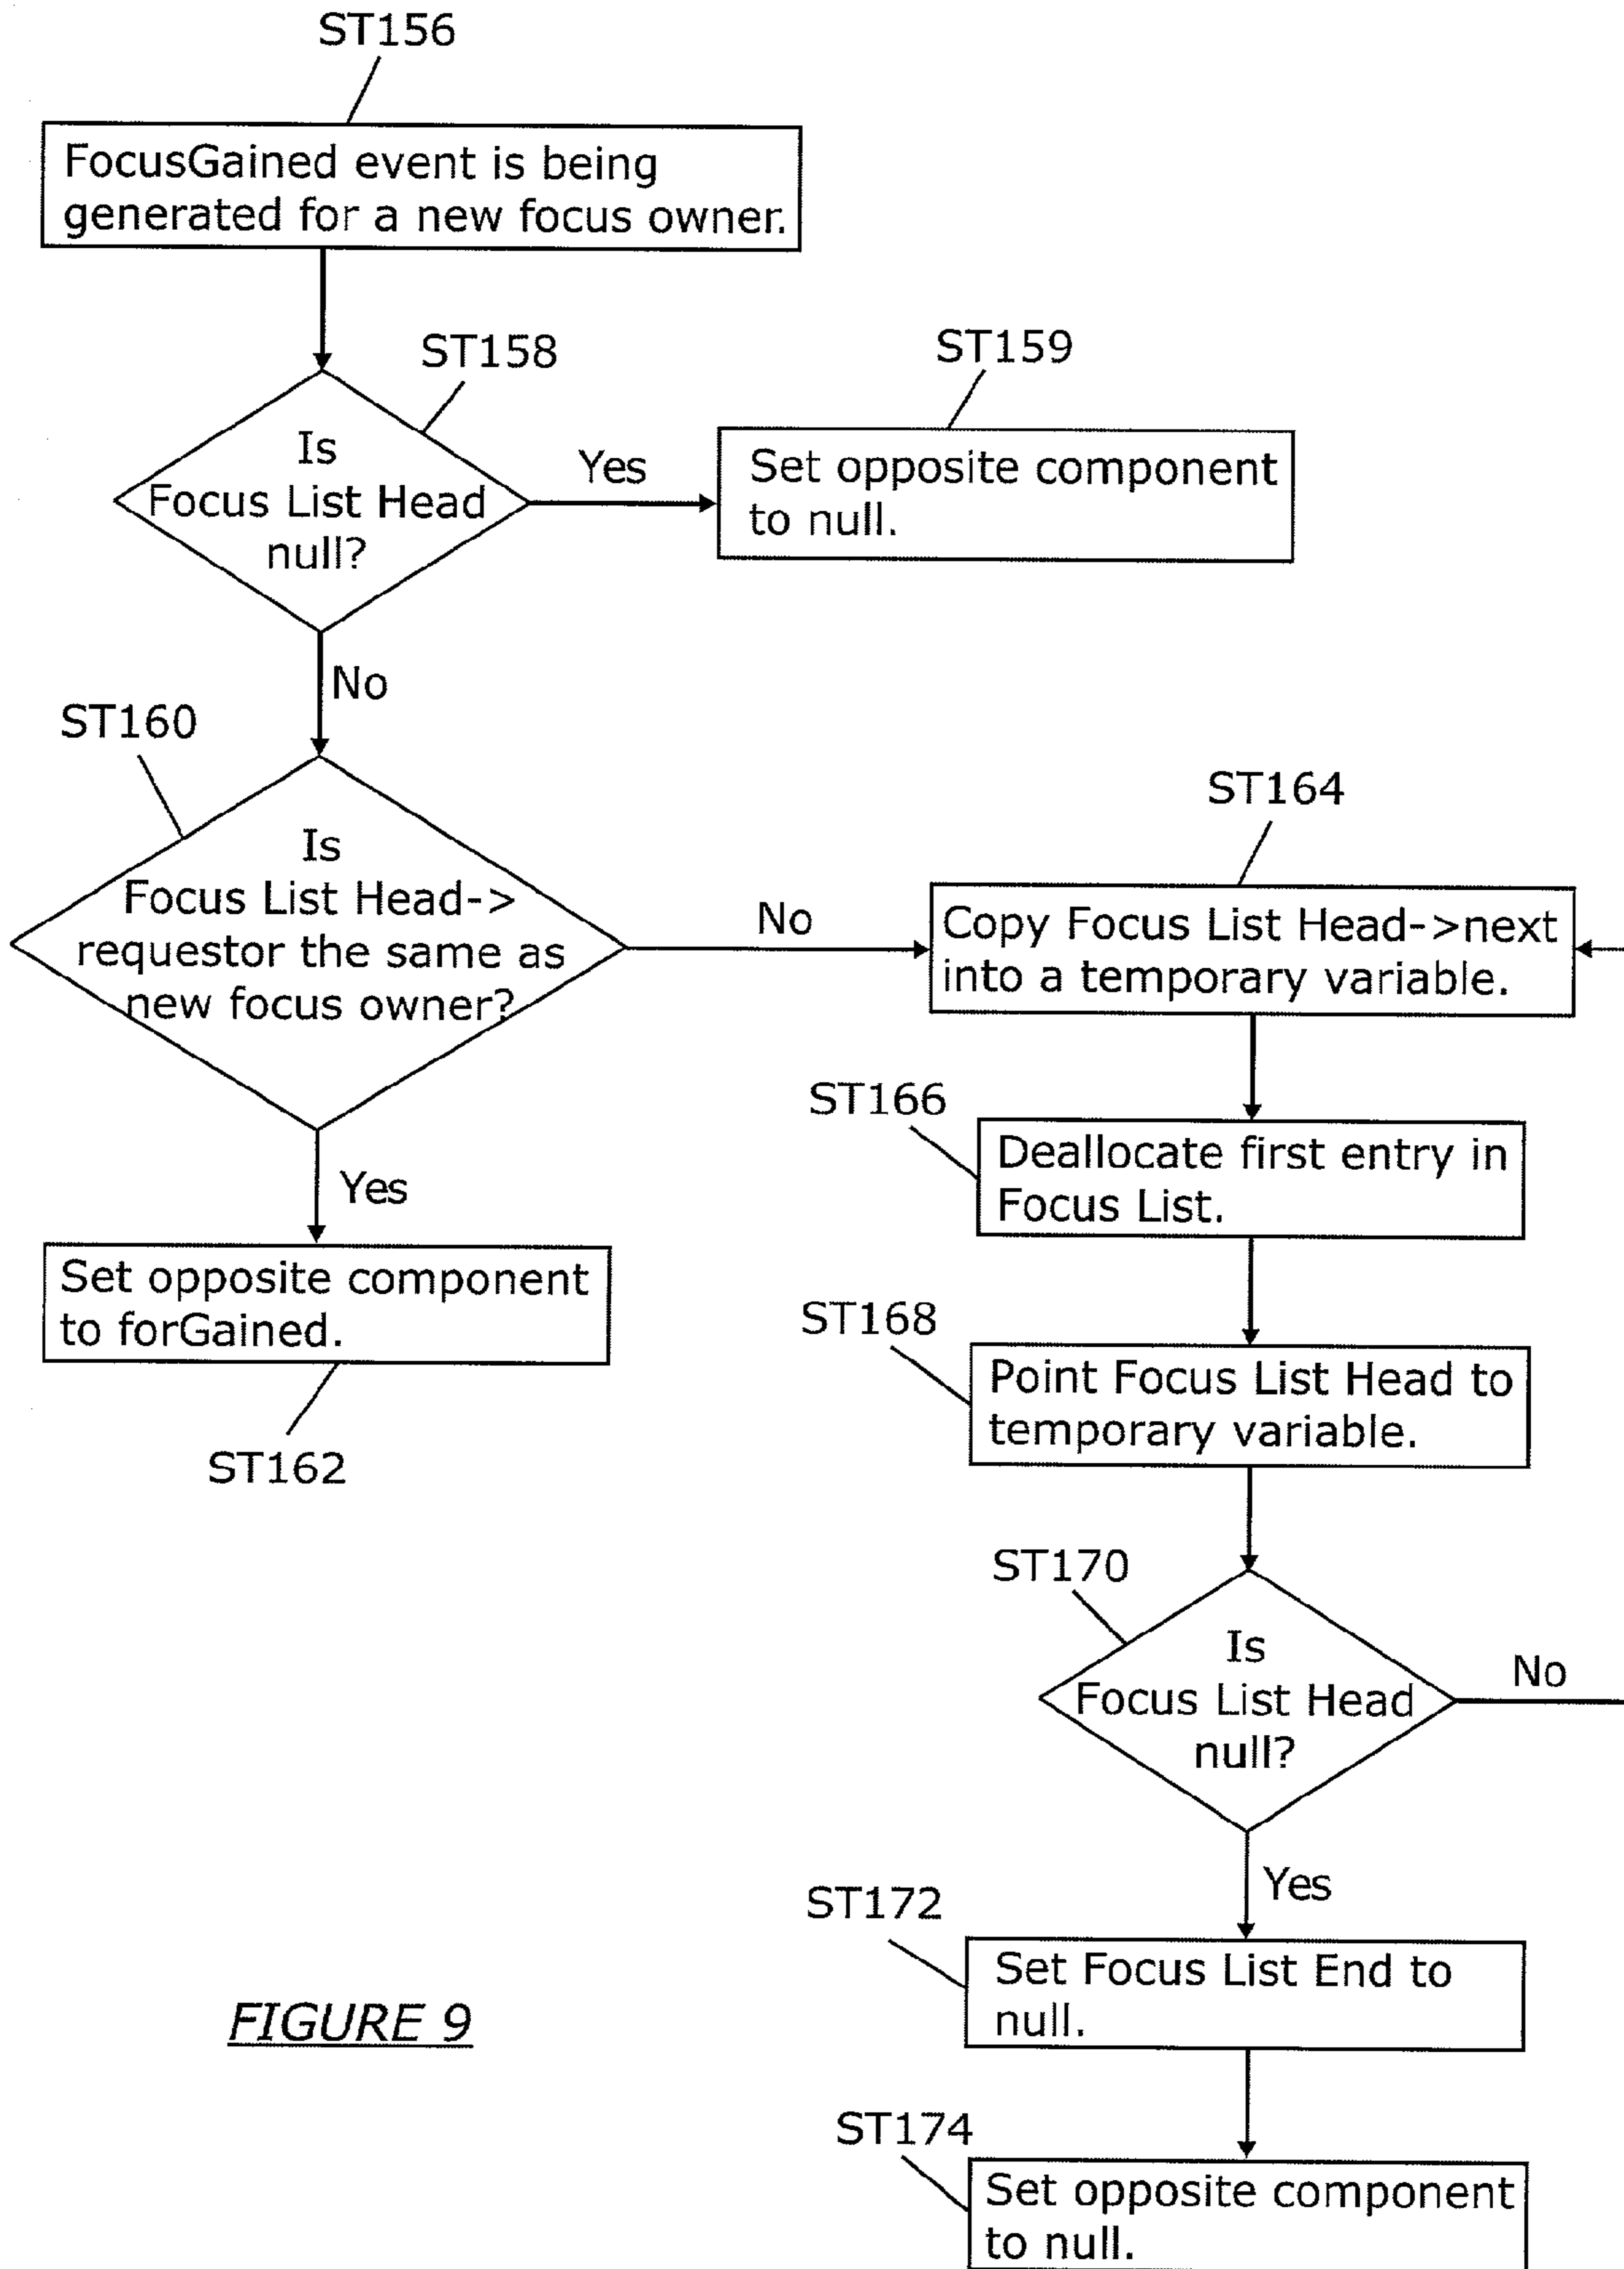 ST156
FocusGained event is being
generated for a new focus owner.
ST158
Is
Focus List Head
null?
Yes
ST159
Set opposite component
to null.
No
ST160
Is
Focus List Head->
requestor the same as
new focus owner?
No
ST164
Copy Focus List Head->next
into a temporary variable.
Yes
ST162
Set opposite component
to forGained.
ST166
Deallocate first entry in
Focus List.
ST168
Point Focus List Head to
temporary variable.
ST170
Is
Focus List Head
null?
No
Yes
ST172
Set Focus List End to
null.
ST174
Set opposite component
to null.
FIGURE 9